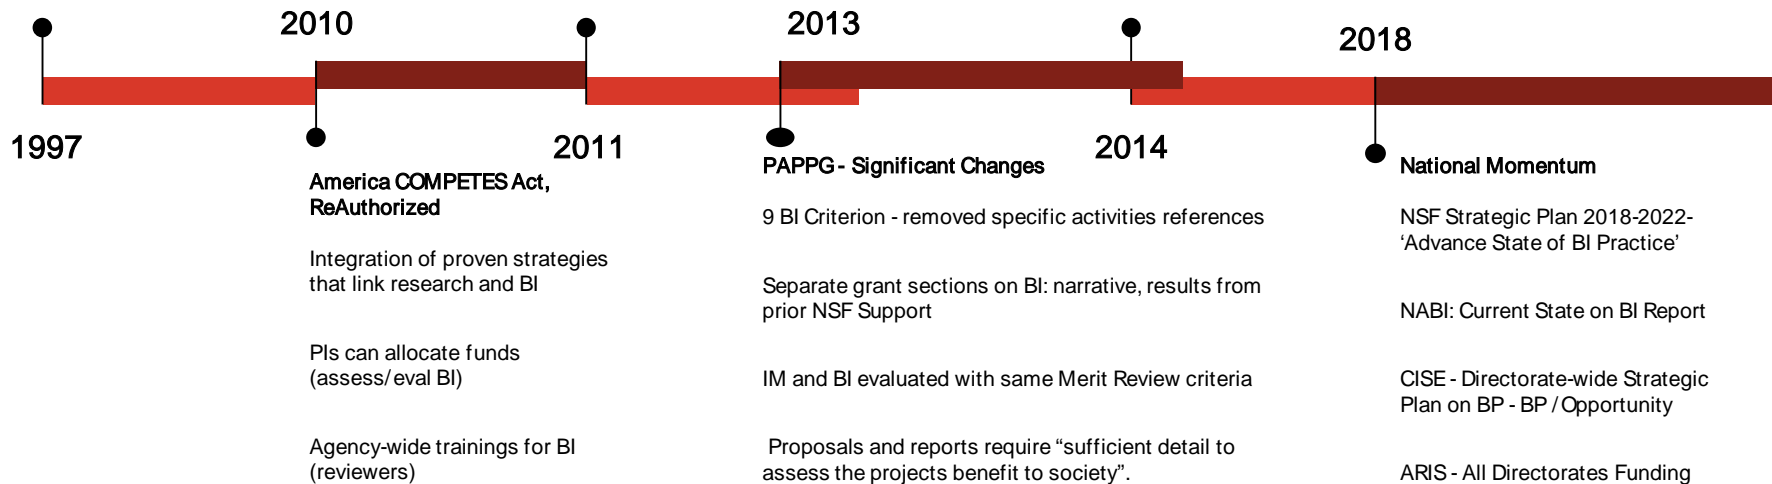 2010
2013
2018
1997
2011
2014
America COMPETES Act,
ReAuthorized
Integration of proven strategies
that link research and BI
PIs can allocate funds
(assess/eval BI)
Agency-wide trainings for BI
(reviewers)
PAPPG - Significant Changes
9 BI Criterion - removed specific activities references
Separate grant sections on BI: narrative, results from
prior NSF Support
IM and BI evaluated with same Merit Review criteria
Proposals and reports require “sufficient detail to
assess the projects benefit to society”.
National Momentum
NSF Strategic Plan 2018-2022-
‘Advance State of BI Practice’
NABI: Current State on BI Report
CISE - Directorate-wide Strategic
Plan on BP - BP / Opportunity
ARIS - All Directorates Funding